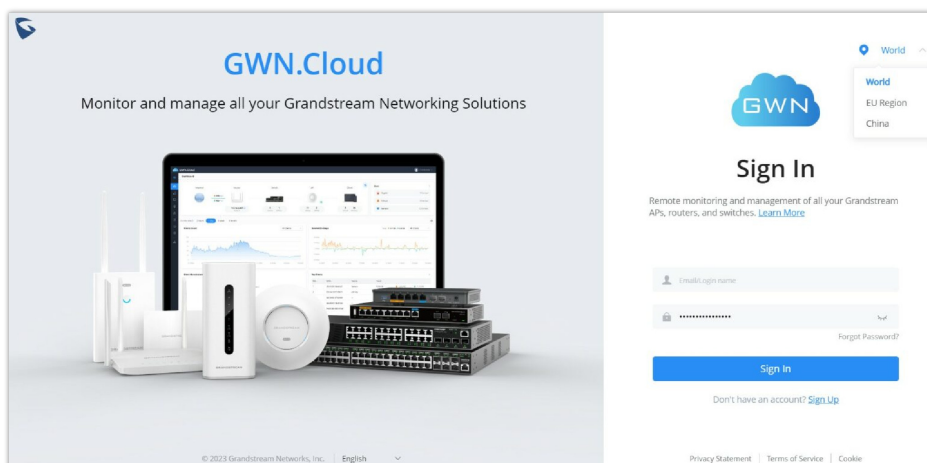 GWN.Cloud
Monitor and manage all your Grandstream Networking Solutions
© 2023 Grandstream Networks, Inc.
English
World
World
EU Region
China
GWN
Sign In
Remote monitoring and management of all your Grandstream
APs, routers, and switches. Learn More
Email/Login name
••••••••••••••••
Forgot Password?
Sign In
Don't have an account? Sign Up
Privacy Statement | Terms of Service | Cookie